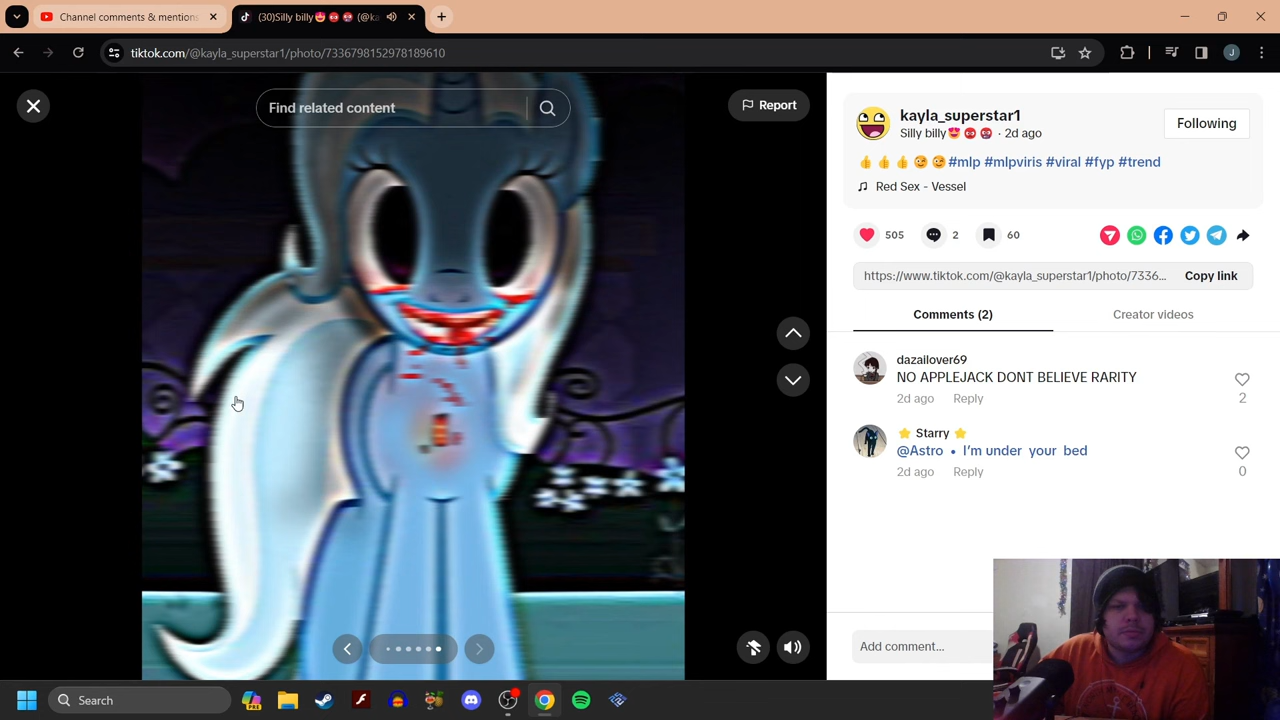 Channel comments & mentions
(30)Silly billy😍 (@ka
tiktok.com/@kayla_superstar1/photo/7336798152978189610
J
Find related content
Report
kayla_superstar1
Silly billy😍 · 2d ago
Following
👍 👍 👍 #mlp #mlpviris #viral #fyp #trend
Red Sex - Vessel
505
2
60
https://www.tiktok.com/@kayla_superstar1/photo/7336...
Copy link
Comments (2)
Creator videos
dazailover69
NO APPLEJACK DONT BELIEVE RARITY
2d ago
Reply
2
⭐ Starry ⭐
@Astro • I’m under your bed
2d ago
Reply
0
Add comment...
Search
PRE